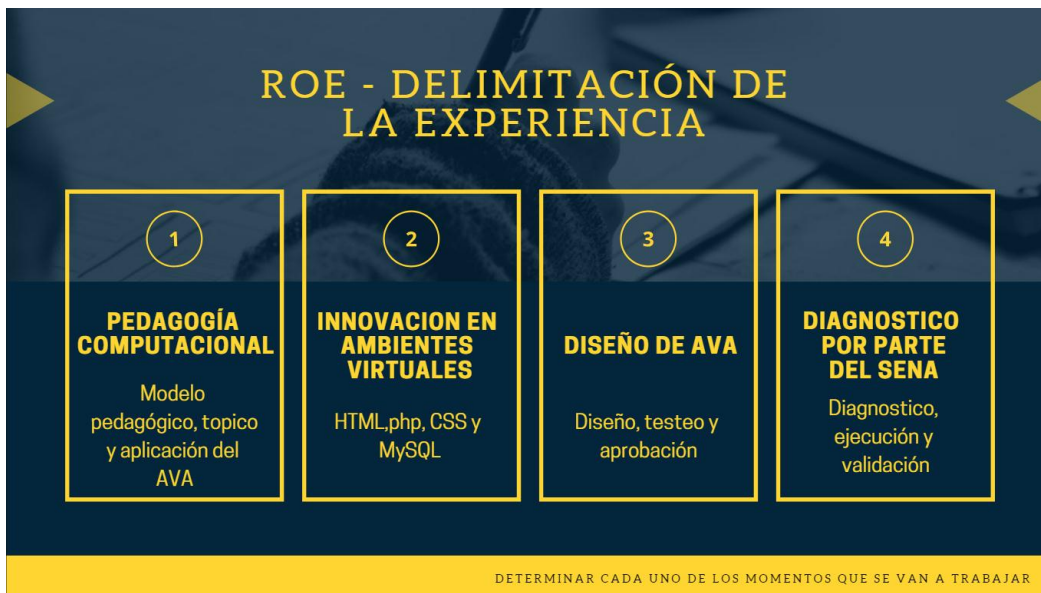 ROE - DELIMITACIÓN DE
LA EXPERIENCIA
1
PEDAGOGÍA
COMPUTACIONAL
Modelo
pedagógico, topico
y aplicación del
AVA
2
INNOVACION EN
AMBIENTES
VIRTUALES
HTML,php, CSS y
MySQL
3
DISEÑO DE AVA
Diseño, testeo y
aprobación
4
DIAGNOSTICO
POR PARTE
DEL SENA
Diagnostico,
ejecución y
validación
DETERMINAR CADA UNO DE LOS MOMENTOS QUE SE VAN A TRABAJAR